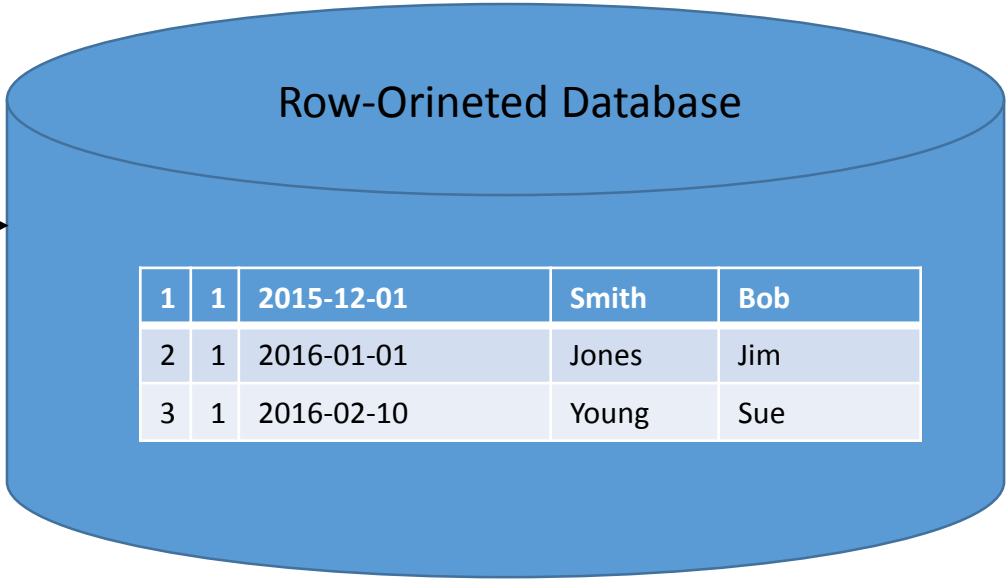 Row-Orineted Database
1 1 2015-12-01 Smith Bob
2 1 2016-01-01 Jones Jim
3 1 2016-02-10 Young Sue